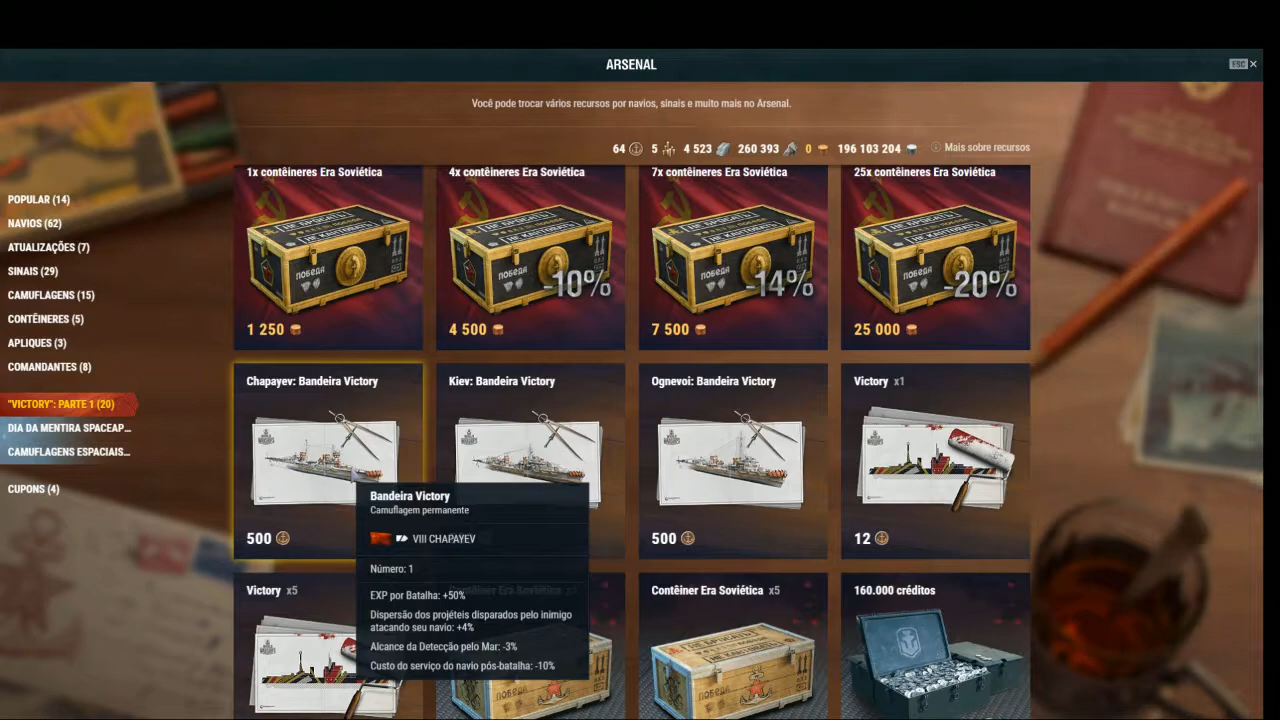 ARSENAL
ESC ×
Você pode trocar vários recursos por navios, sinais e muito mais no Arsenal.
64 5 4 523 260 393 0 196 103 204 Mais sobre recursos
POPULAR (14)
NAVIOS (62)
ATUALIZAÇÕES (7)
SINAIS (29)
CAMUFLAGENS (15)
CONTÊINERES (5)
APLIQUES (3)
COMANDANTES (8)
"VICTORY": PARTE 1 (20)
DIA DA MENTIRA SPACEAP...
CAMUFLAGENS ESPACIAIS...
CUPONS (4)
1x contêineres Era Soviética
ПОБЕДА
1 250
4x contêineres Era Soviética
ПОБЕДА
-10%
4 500
7x contêineres Era Soviética
ПОБЕДА
-14%
7 500
25x contêineres Era Soviética
ПОБЕДА
-20%
25 000
Chapayev: Bandeira Victory
500
Kiev: Bandeira Victory
Ognevoi: Bandeira Victory
500
Victory x1
12
Bandeira Victory
Camuflagem permanente
VIII CHAPAYEV
Número: 1
EXP por Batalha: +50%
Dispersão dos projéteis disparados pelo inimigo
atacando seu navio: +4%
Alcance da Detecção pelo Mar: -3%
Custo do serviço do navio pós-batalha: -10%
Victory x5
Contêiner Era Soviética x5
ПОБЕДА
160.000 créditos